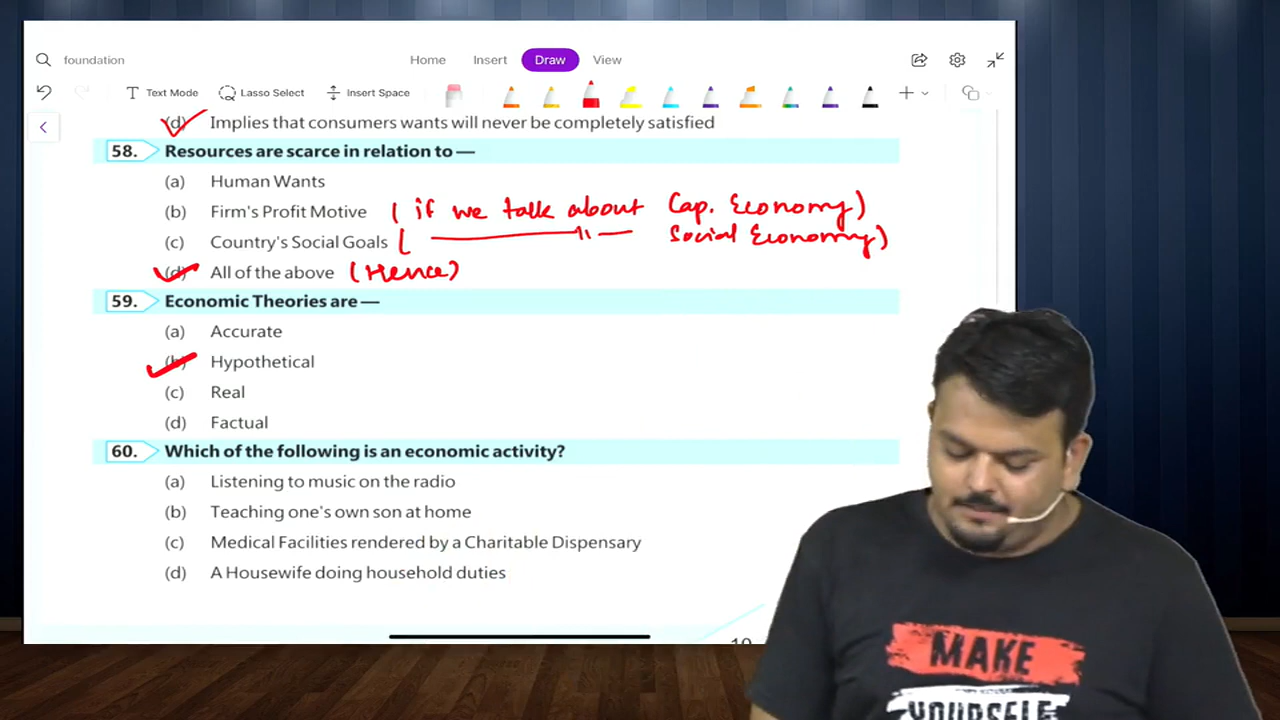 foundation
Home Insert Draw View
Text Mode Lasso Select Insert Space
(d) Implies that consumers wants will never be completely satisfied
58. Resources are scarce in relation to —
(a) Human Wants
(b) Firm's Profit Motive ( if we talk about Cap. Economy)
(c) Country's Social Goals ( —— " — Social Economy)
(d) All of the above (Hence)
59. Economic Theories are —
(a) Accurate
(b) Hypothetical
(c) Real
(d) Factual
60. Which of the following is an economic activity?
(a) Listening to music on the radio
(b) Teaching one's own son at home
(c) Medical Facilities rendered by a Charitable Dispensary
(d) A Housewife doing household duties
MAKE
YOURSELF